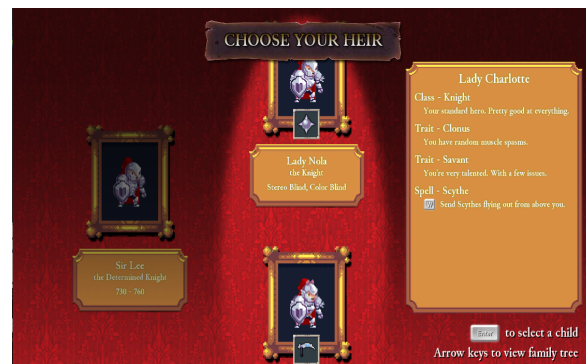 CHOOSE YOUR HEIR
Lady Nola
the Knight
Stereo Blind, Color Blind
Sir Lee
the Determined Knight
730 - 760
Lady Charlotte
Class - Knight
Your standard hero. Pretty good at everything.
Trait - Clonus
You have random muscle spasms.
Trait - Savant
You're very talented. With a few issues.
Spell - Scythe
W Send Scythes flying out from above you.
Enter to select a child
Arrow keys to view family tree